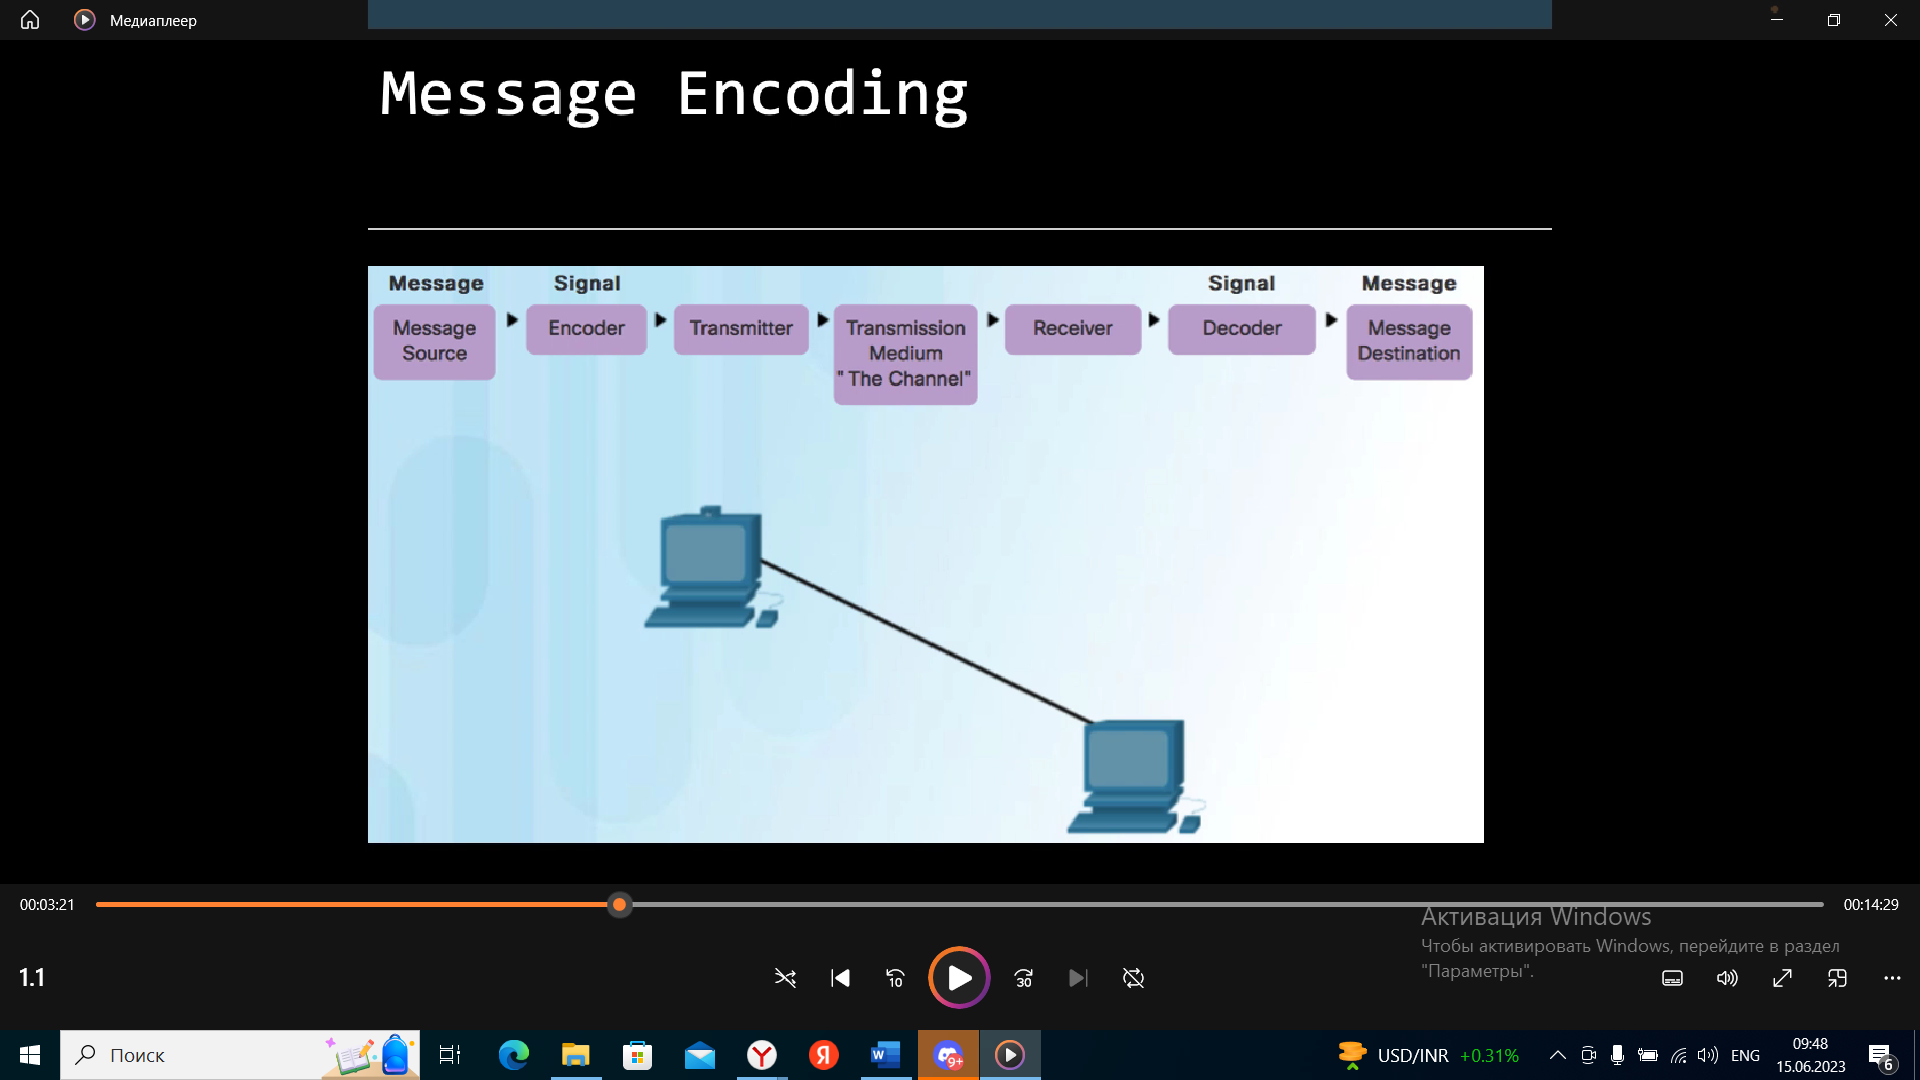 Медиаплеер
Message Encoding
Message
Signal
Signal
Message
Message
Source
Encoder
Transmitter
Transmission
Medium
" The Channel"
Receiver
Decoder
Message
Destination
00:03:21
00:14:29
Активация Windows
Чтобы активировать Windows, перейдите в раздел
"Параметры".
1.1
10
30
Поиск
W
Я
9+
USD/INR +0.31%
ENG
09:48
15.06.2023
6